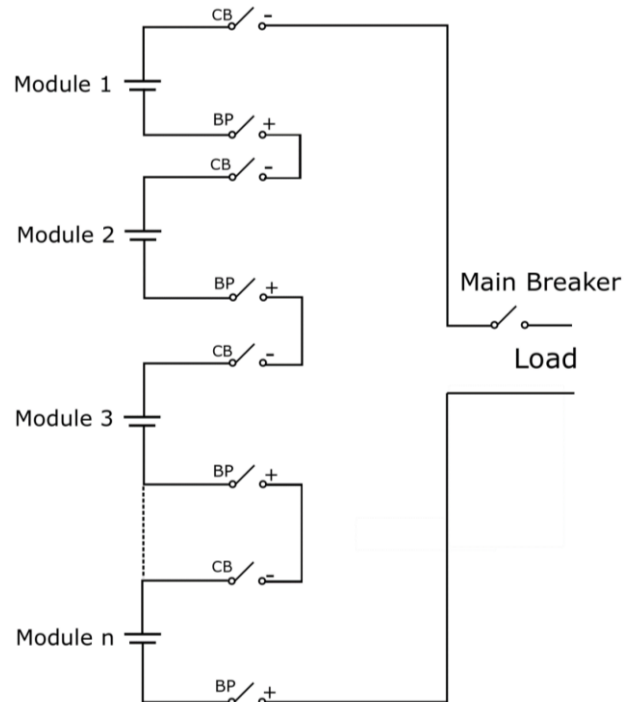 CB -
Module 1
BP +
CB -
Module 2
BP +
Main Breaker
CB -
Load
Module 3
BP +
CB -
Module n
BP +